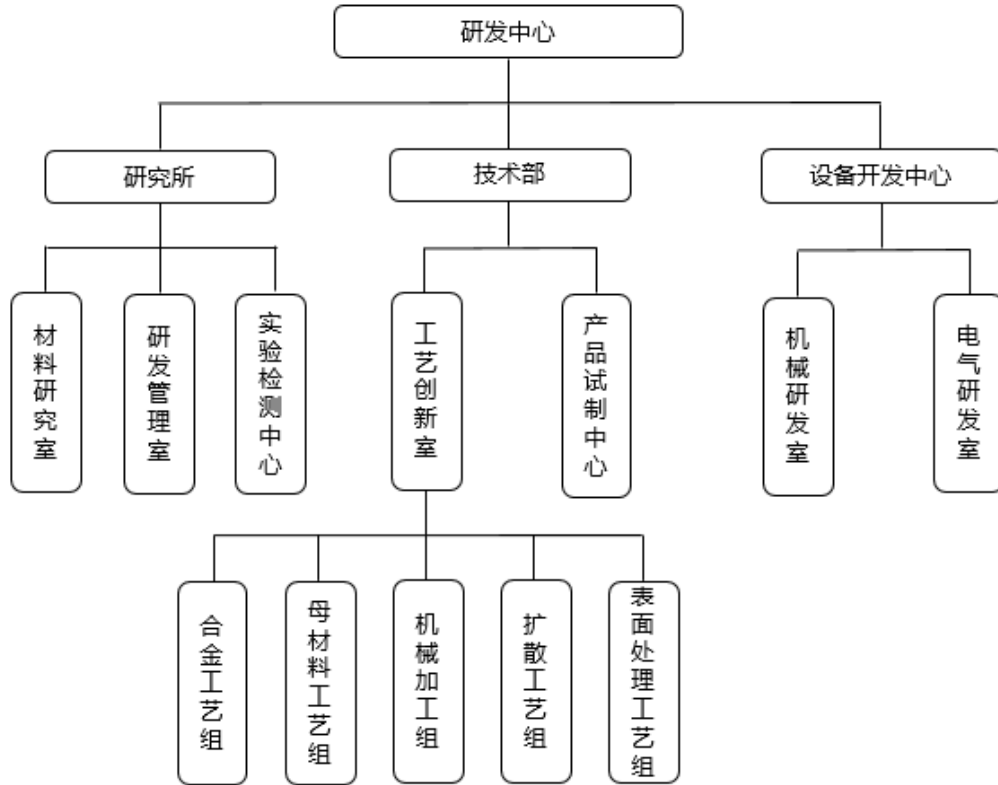 研发中心
研究所
技术部
设备开发中心
材料研究室
研发管理室
实验检测中心
工艺创新室
产品试制中心
机械研发室
电气研发室
合金工艺组
母材料工艺组
机械加工组
扩散工艺组
表面处理工艺组